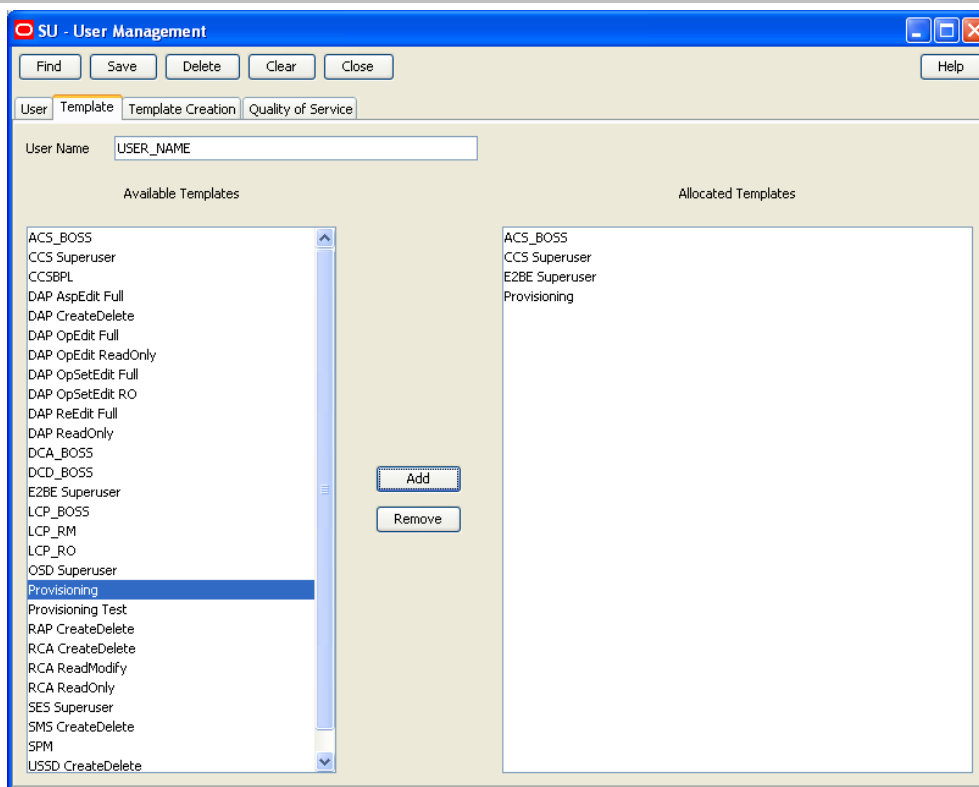 SU - User Management
Find Save Delete Clear Close Help
User Template Template Creation Quality of Service
User Name USER_NAME
Available Templates
ACS_BOSS
CCS Superuser
CCSBPL
DAP AspEdit Full
DAP CreateDelete
DAP OpEdit Full
DAP OpEdit ReadOnly
DAP OpSetEdit Full
DAP OpSetEdit RO
DAP ReEdit Full
DAP ReadOnly
DCA_BOSS
DCD_BOSS
E2BE Superuser
LCP_BOSS
LCP_RM
LCP_RO
OSD Superuser
Provisioning
Provisioning Test
RAP CreateDelete
RCA CreateDelete
RCA ReadModify
RCA ReadOnly
SES Superuser
SMS CreateDelete
SPM
USSD CreateDelete
Add
Remove
Allocated Templates
ACS_BOSS
CCS Superuser
E2BE Superuser
Provisioning